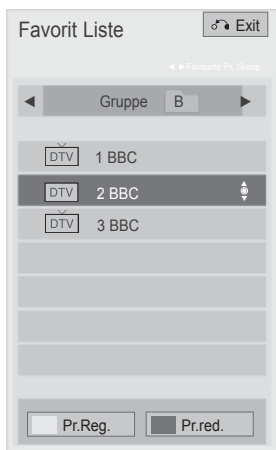 Favorit Liste
Exit
◄ ►Favourite Pr. Group
◄ Gruppe B ►
DTV 1 BBC
DTV 2 BBC
DTV 3 BBC
Pr.Reg. Pr.red.